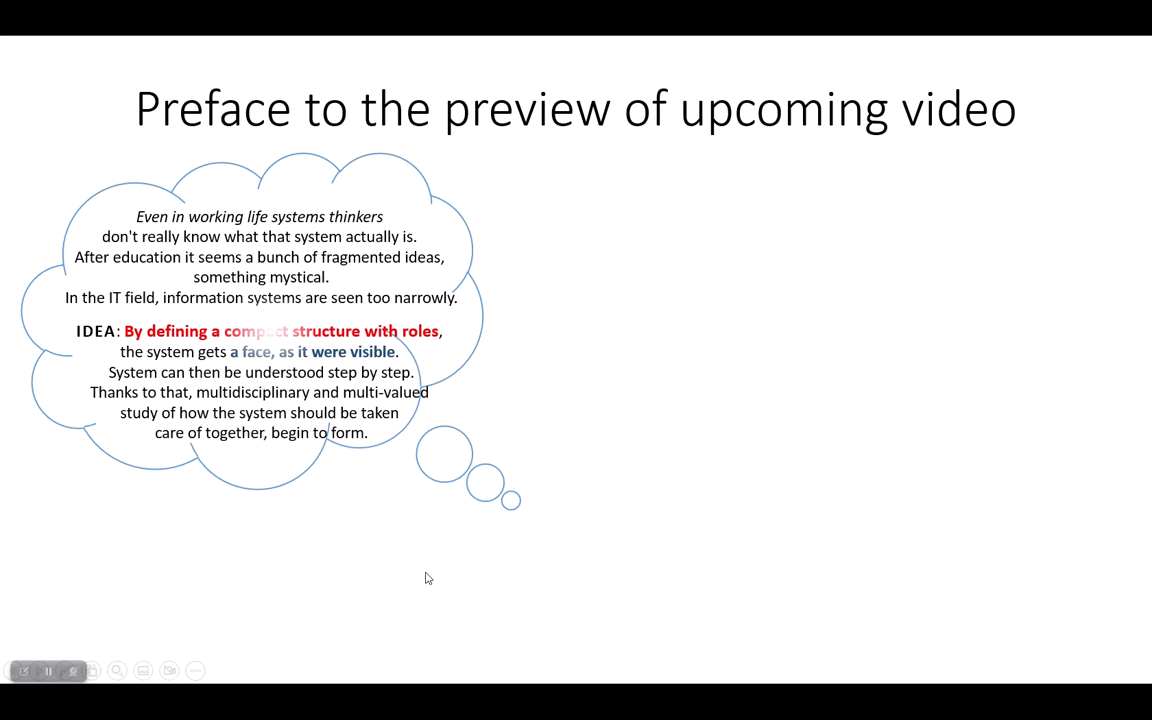 Preface to the preview of upcoming video
Even in working life systems thinkers
don't really know what that system actually is.
After education it seems a bunch of fragmented ideas,
something mystical.
In the IT field, information systems are seen too narrowly.
IDEA: By defining a compact structure with roles,
the system gets a face, as it were visible.
System can then be understood step by step.
Thanks to that, multidisciplinary and multi-valued
study of how the system should be taken
care of together, begin to form.